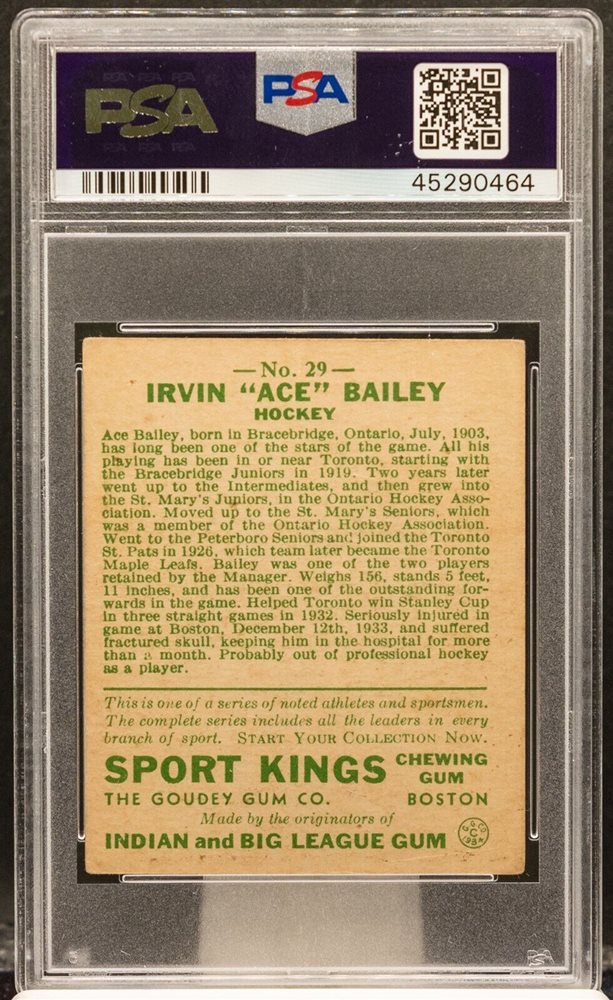 PSA PSA PSA
PSA
PSA PSA PSA
PSA
45290464
—No. 29—
IRVIN "ACE" BAILEY
HOCKEY
Ace Bailey, born in Bracebridge, Ontario, July, 1903,
has long been one of the stars of the game. All his
playing has been in or near Toronto, starting with
the Bracebridge Juniors in 1919. Two years later
went up to the Intermediates, and then grew into
the St. Mary's Juniors, in the Ontario Hockey Asso-
ciation. Moved up to the St. Mary's Seniors, which
was a member of the Ontario Hockey Association.
Went to the Peterboro Seniors and joined the Toronto
St. Pats in 1926, which team later became the Toronto
Maple Leafs. Bailey was one of the two players
retained by the Manager. Weighs 156, stands 5 feet,
11 inches, and has been one of the outstanding for-
wards in the game. Helped Toronto win Stanley Cup
in three straight games in 1932. Seriously injured in
game at Boston, December 12th, 1933, and suffered
fractured skull, keeping him in the hospital for more
than a month. Probably out of professional hockey
as a player.
This is one of a series of noted athletes and sportsmen.
The complete series includes all the leaders in every
branch of sport. START YOUR COLLECTION NOW.
SPORT KINGS CHEWING GUM
THE GOUDEY GUM CO. BOSTON
Made by the originators of
INDIAN and BIG LEAGUE GUM
G.G.CO.
C
1934
PSA